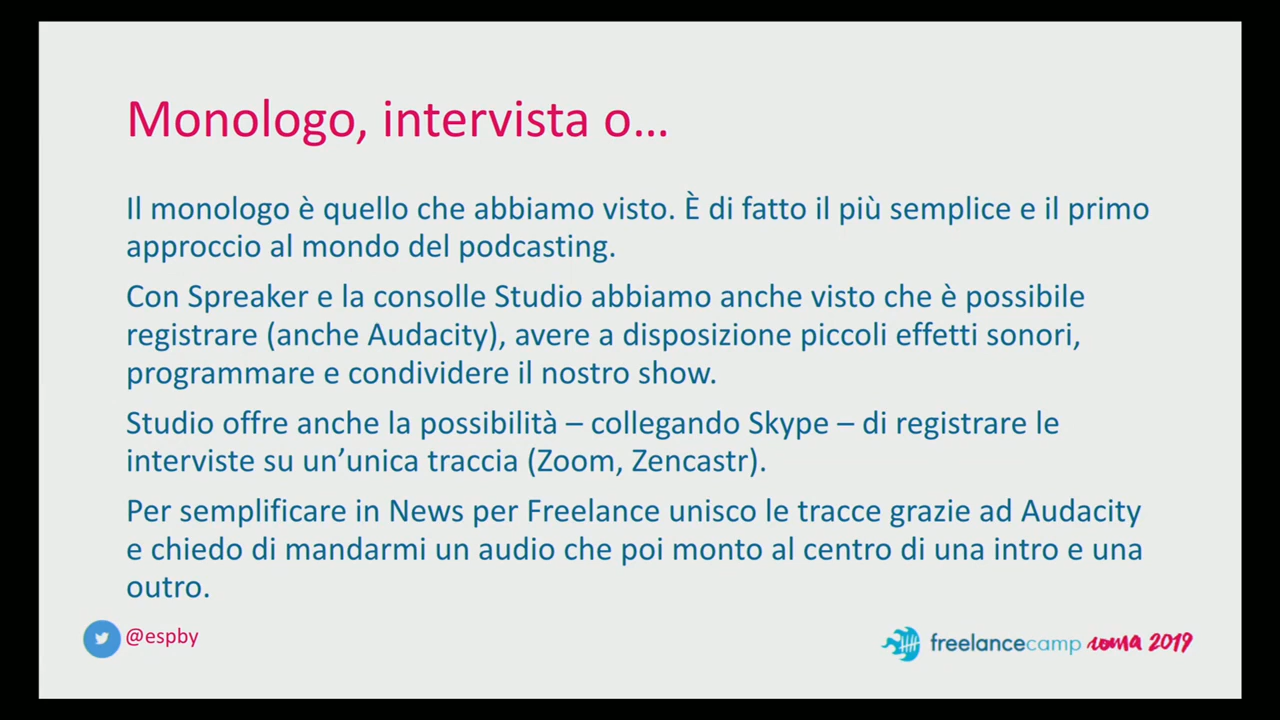 Monologo, intervista o…
Il monologo è quello che abbiamo visto. È di fatto il più semplice e il primo
approccio al mondo del podcasting.
Con Spreaker e la consolle Studio abbiamo anche visto che è possibile
registrare (anche Audacity), avere a disposizione piccoli effetti sonori,
programmare e condividere il nostro show.
Studio offre anche la possibilità – collegando Skype – di registrare le
interviste su un’unica traccia (Zoom, Zencastr).
Per semplificare in News per Freelance unisco le tracce grazie ad Audacity
e chiedo di mandarmi un audio che poi monto al centro di una intro e una
outro.
@espby
freelancecamp roma 2019